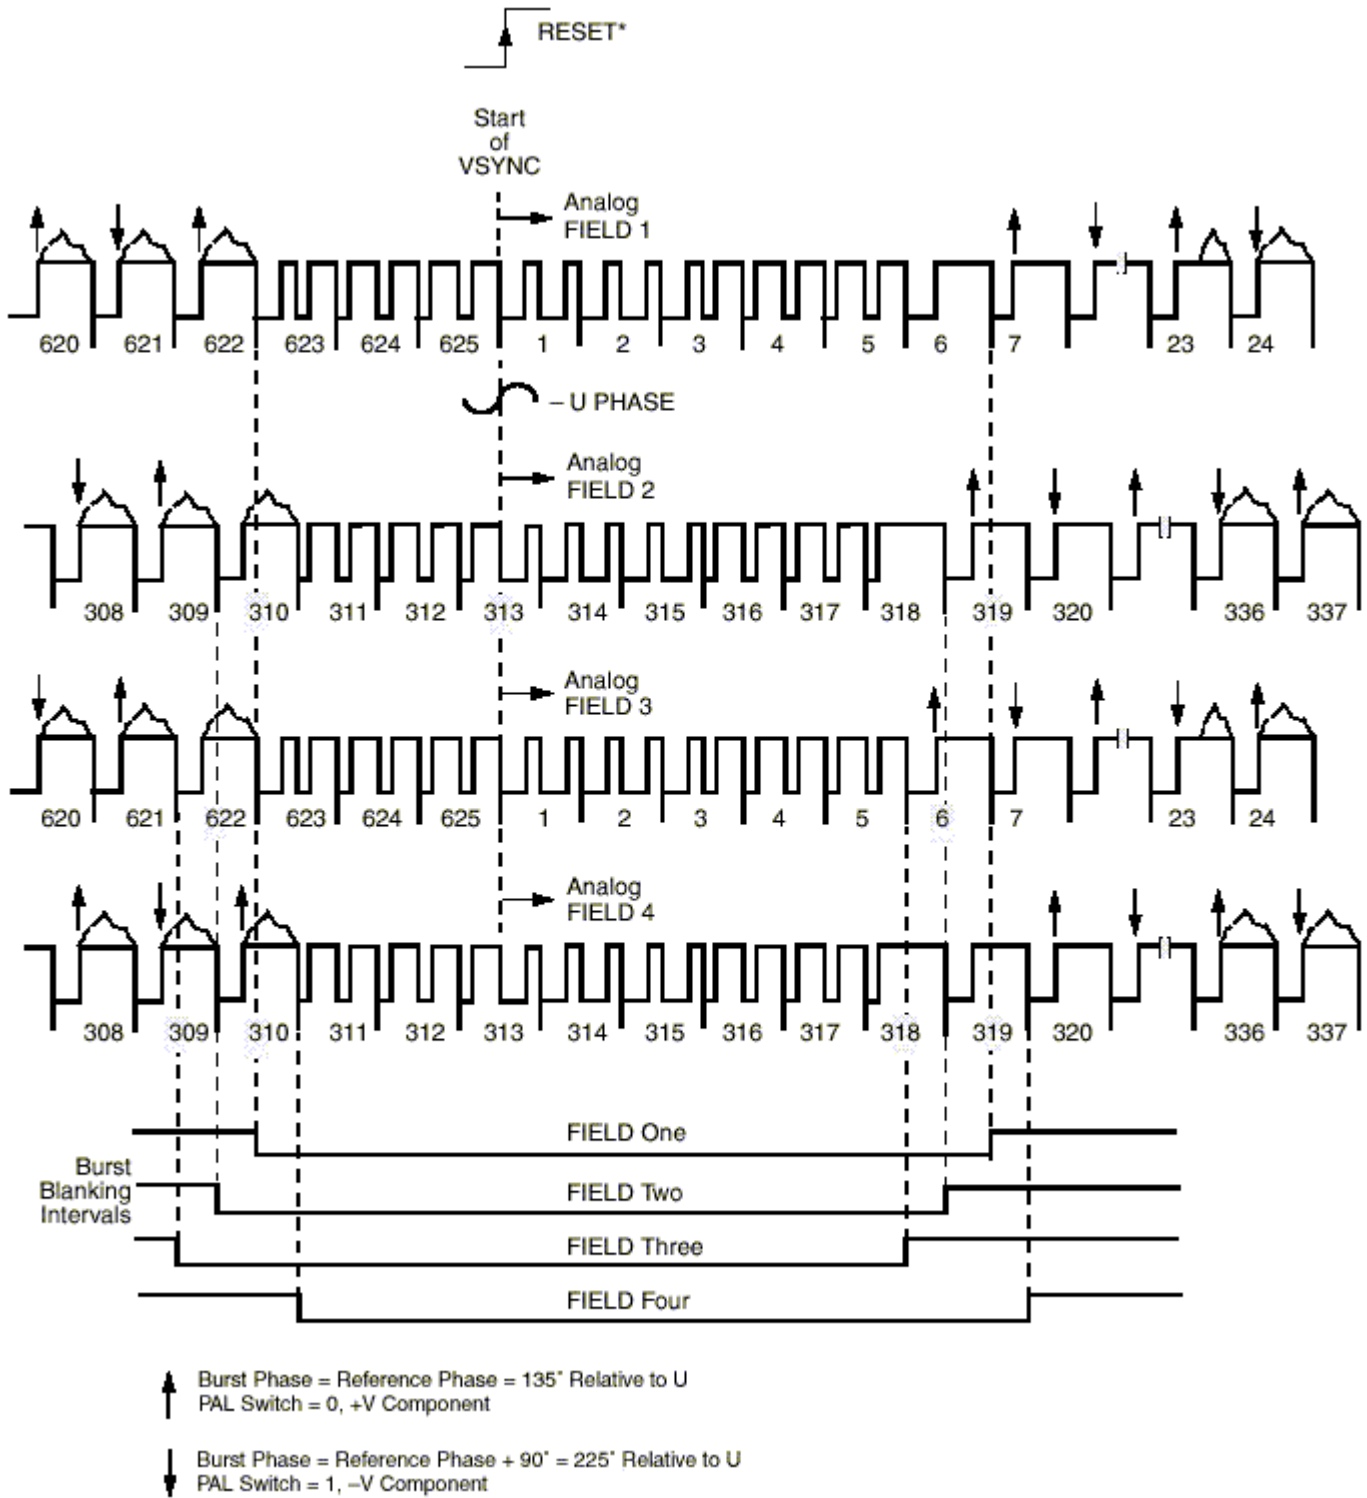 RESET*
Start
of
VSYNC
Analog
FIELD 1
620 621 622 623 624 625 1 2 3 4 5 6 7 23 24
– U PHASE
Analog
FIELD 2
308 309 310 311 312 313 314 315 316 317 318 319 320 336 337
Analog
FIELD 3
620 621 622 623 624 625 1 2 3 4 5 6 7 23 24
Analog
FIELD 4
308 309 310 311 312 313 314 315 316 317 318 319 320 336 337
FIELD One
Burst
Blanking
Intervals
FIELD Two
FIELD Three
FIELD Four
Burst Phase = Reference Phase = 135° Relative to U
PAL Switch = 0, +V Component
Burst Phase = Reference Phase + 90° = 225° Relative to U
PAL Switch = 1, –V Component